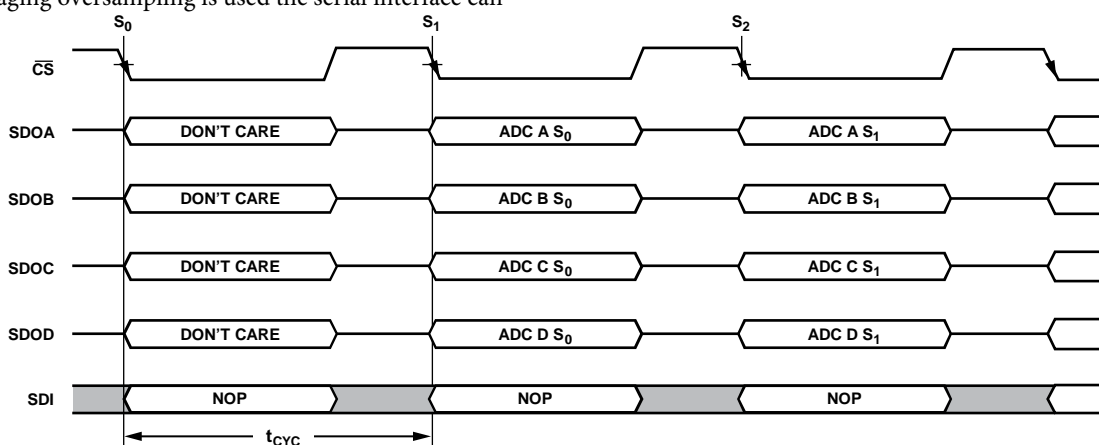 aging oversampling is used the serial interface can
S0 S1 S2
CS
SDOA DON'T CARE ADC A S0 ADC A S1
SDOB DON'T CARE ADC B S0 ADC B S1
SDOC DON'T CARE ADC C S0 ADC C S1
SDOD DON'T CARE ADC D S0 ADC D S1
SDI NOP NOP NOP
tCYC